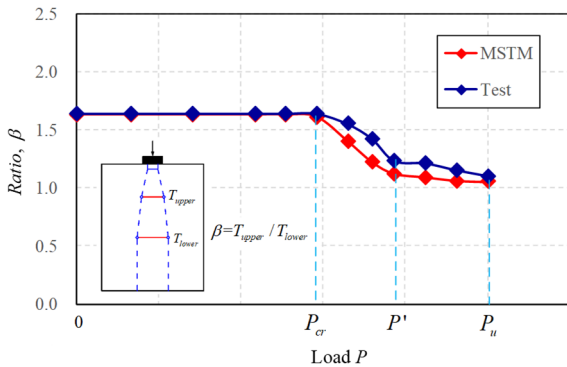 2.5
2.0
1.5
1.0
0.5
0.0
Ratio, β
MSTM
Test
T_upper
T_lower
β=T_upper / T_lower
0
P_cr
P'
P_u
Load P